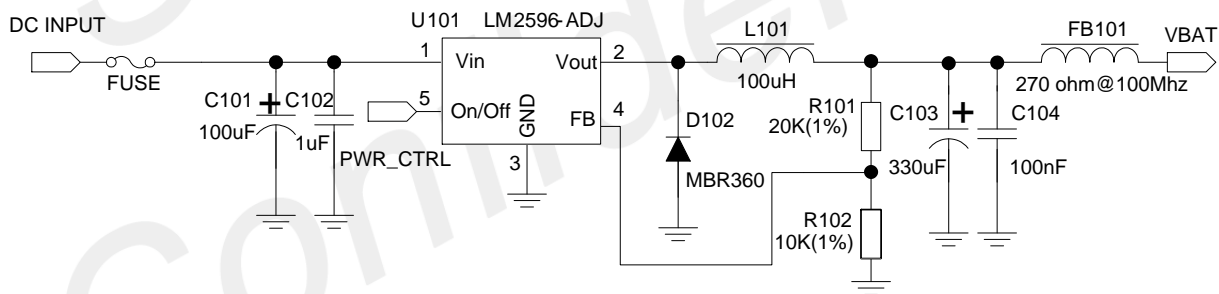 DC INPUT
FUSE
C101
+
100uF
C102
1uF
PWR_CTRL
U101
LM2596-ADJ
1
Vin
5
On/Off
GND
3
Vout
2
FB
4
D102
MBR360
L101
100uH
R101
20K(1%)
R102
10K(1%)
C103
+
330uF
C104
100nF
FB101
270 ohm@100Mhz
VBAT